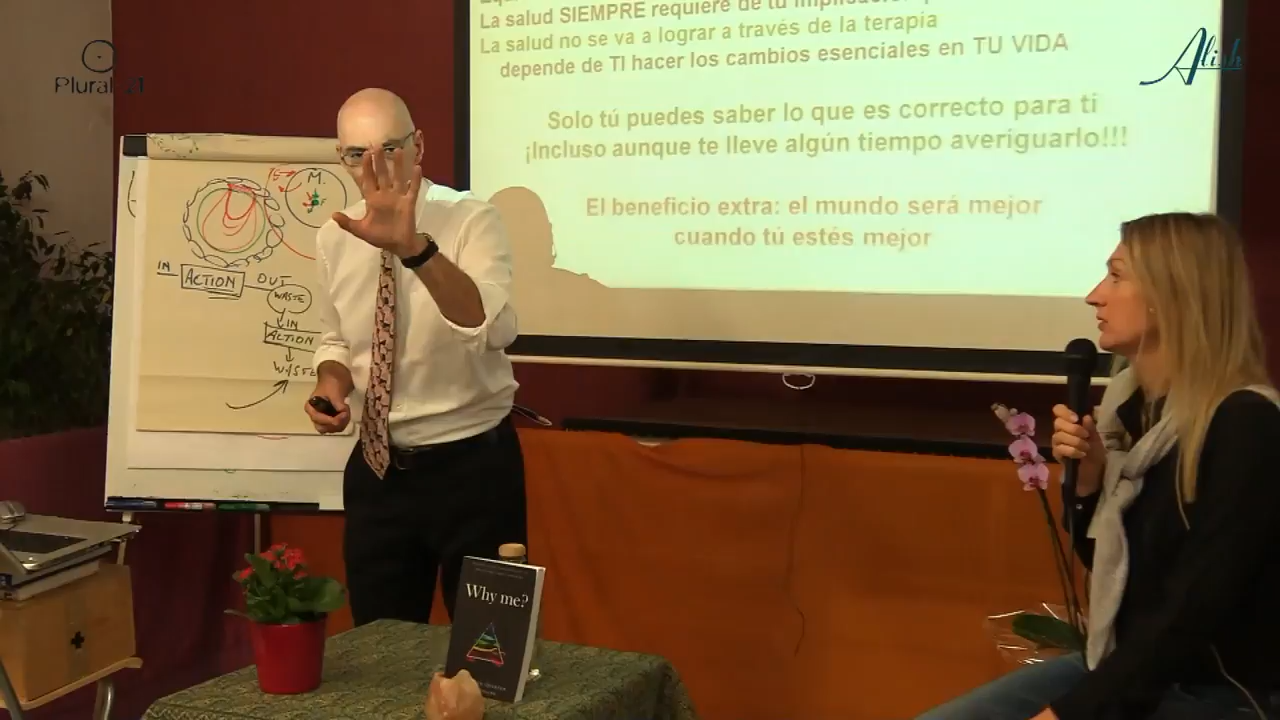 Plural 21
Alish
La salud SIEMPRE requiere de tu
La salud no se va a lograr a través de la terapia
depende de TI hacer los cambios esenciales en TU VIDA
Solo tú puedes saber lo que es correcto para ti
¡Incluso aunque te lleve algún tiempo averiguarlo!!!
El beneficio extra: el mundo será mejor
cuando tú estés mejor
M.
IN ACTION OUT
WASTE
IN
ACTION
WASTE
Why me?